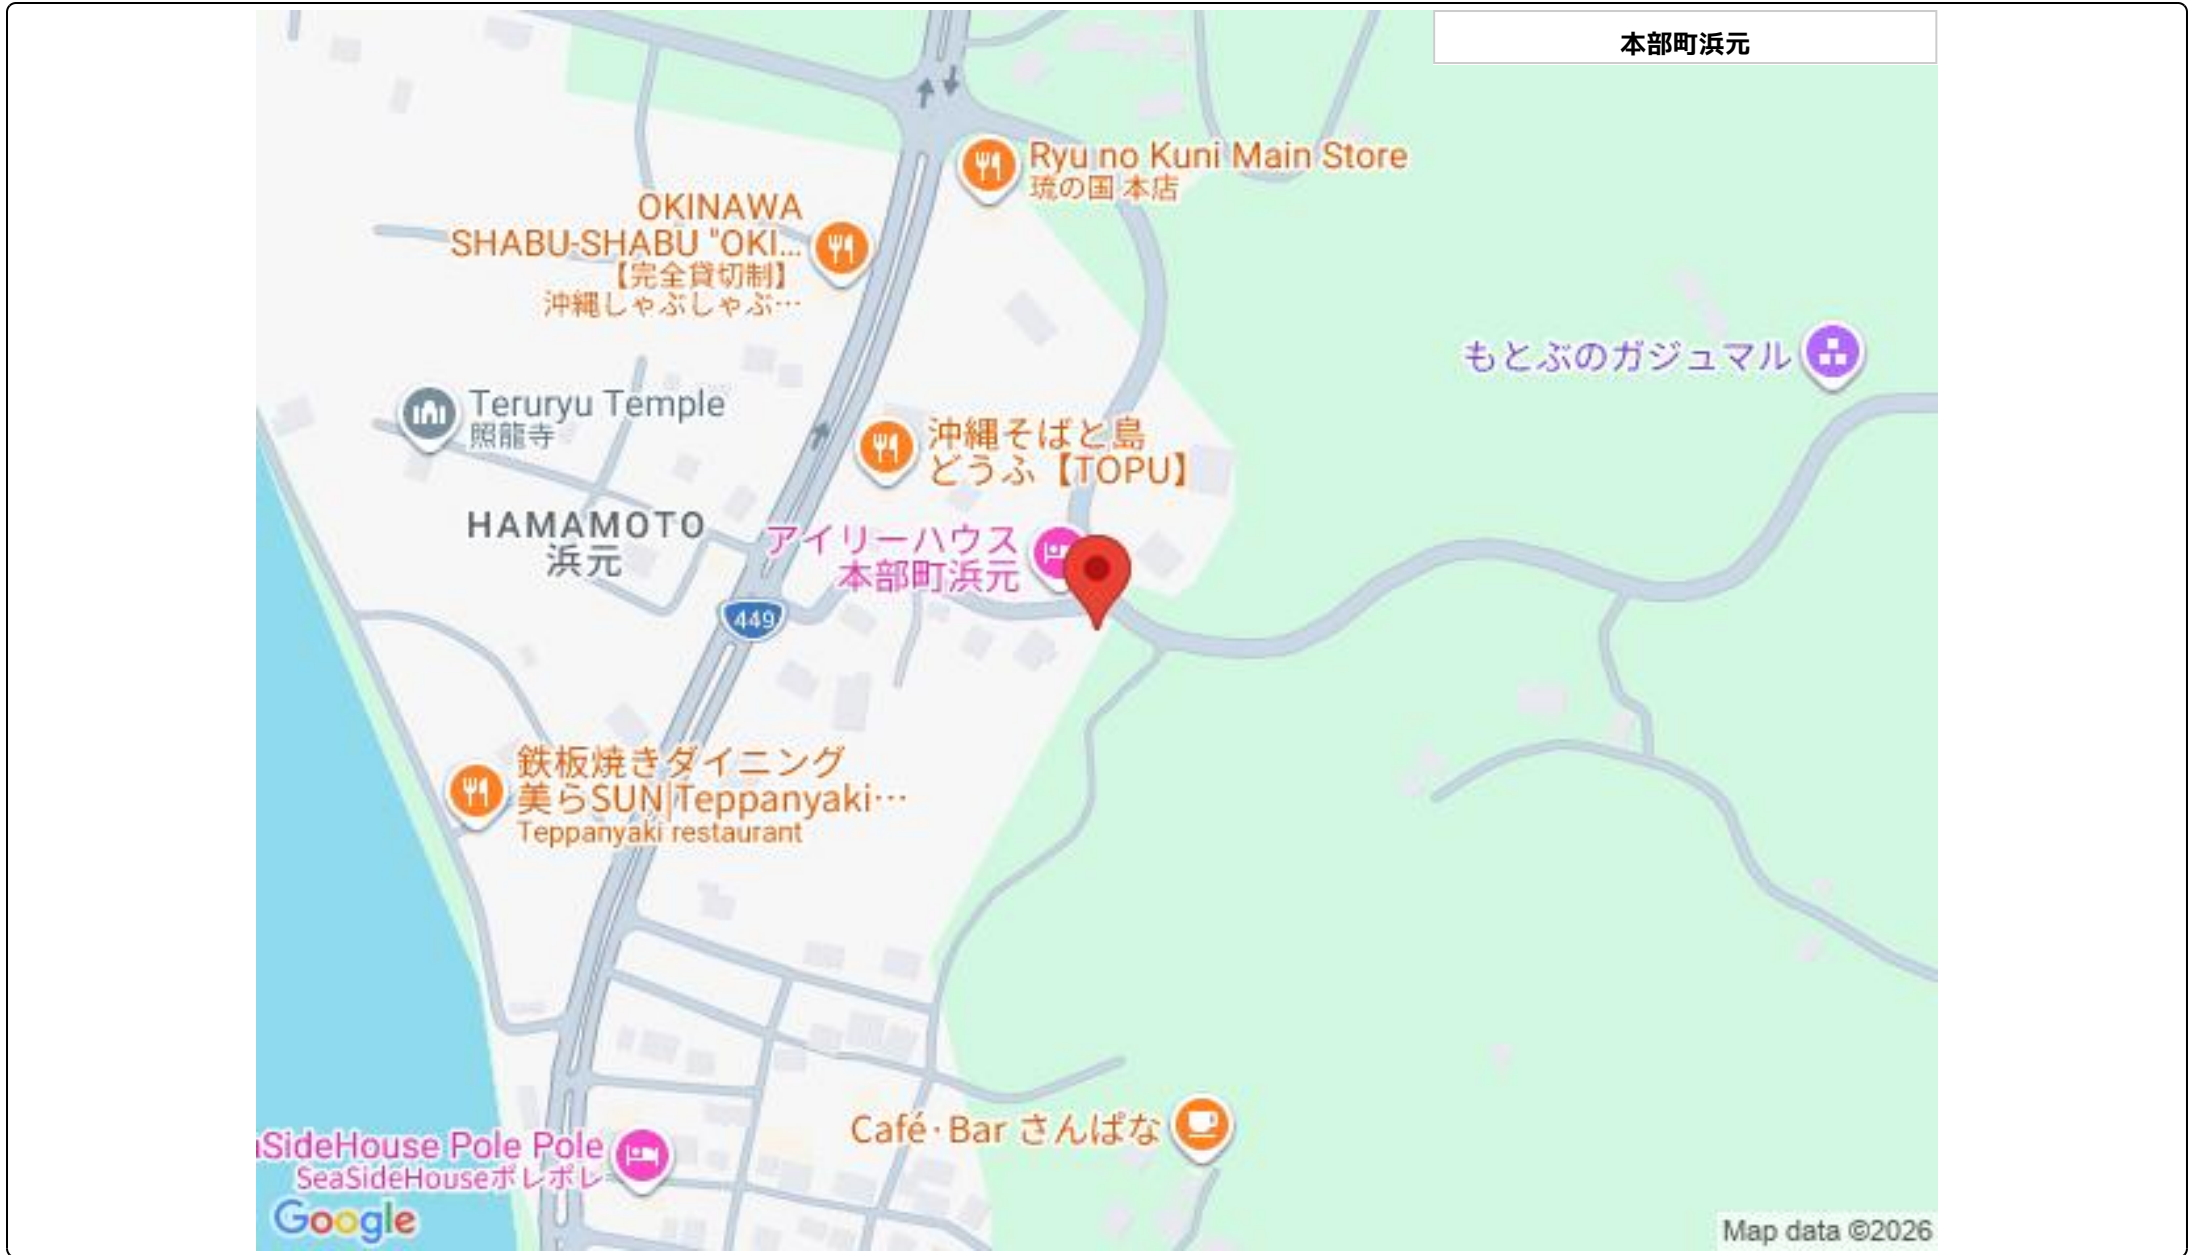 本部町浜元
Ryu no Kuni Main Store
琉の国 本店
OKINAWA
SHABU-SHABU "OKI...
【完全貸切制】
沖縄しゃぶしゃぶ…
もとぶのガジュマル
Teruryu Temple
照龍寺
沖縄そばと島
どうふ【TOPU】
HAMAMOTO
浜元
アイリーハウス
本部町浜元
449
鉄板焼きダイニング
美らSUN|Teppanyaki…
Teppanyaki restaurant
Café·Bar さんぱな
aSideHouse Pole Pole
SeaSideHouseポレポレ
Google
Map data ©2026